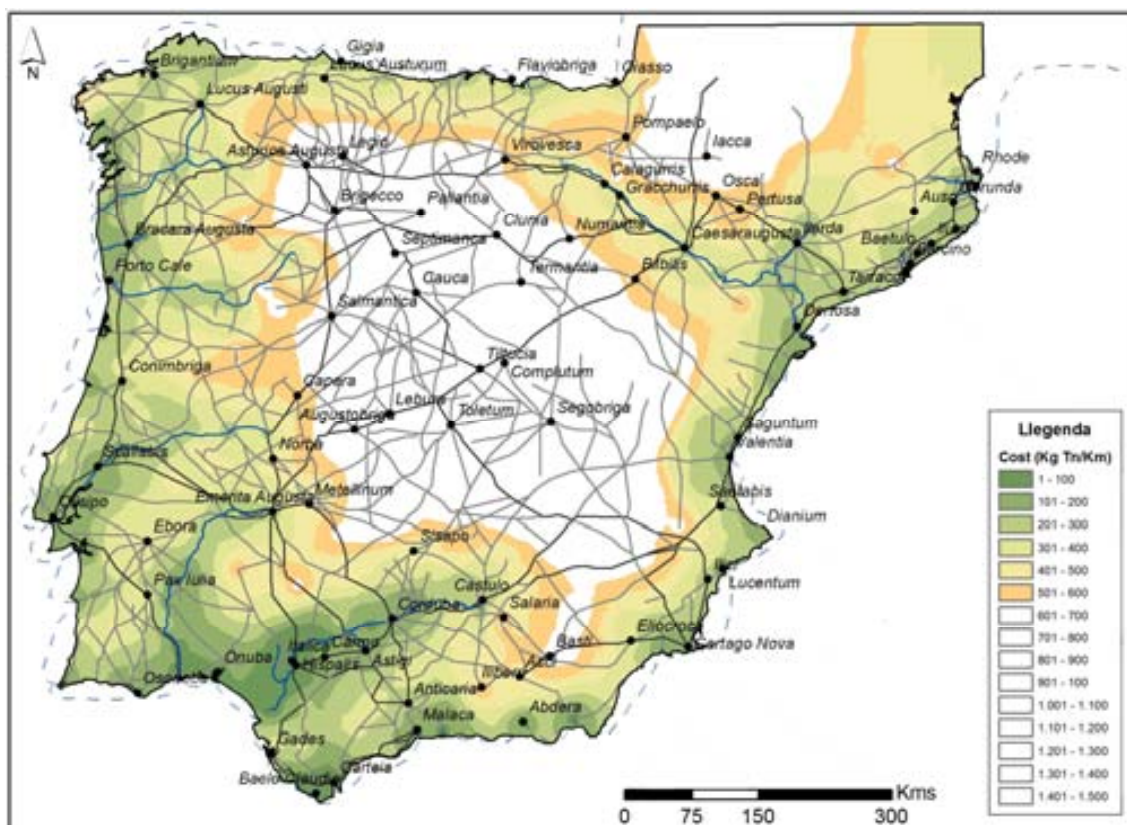 N
Gigia
Brigantium
Lucus Austurum
Flaviobriga
Oiasso
Lucus Augusti
Pompaelo
Legio
Virovesca
Iacca
Asturica Augusta
Calagurris
Rhode
Brigecco
Pallantia
Gracchurris
Osca
Pertusa
Gerunda
Clunia
Numantia
Bracara Augusta
Septimanca
Caesaraugusta
Ilerda
Baetulo
Barcino
Porto Cale
Cauca
Termantia
Bilbilis
Tarraco
Salmantica
Dertosa
Titulcia
Conimbriga
Complutum
Capera
Lebura
Augustobriga
Toletum
Segobriga
Saguntum
Valentia
Norba
Scallabis
Emerita Augusta
Metellinum
Saetabis
Olisipo
Dianium
Ebora
Sisapo
Castulo
Lucentum
Pax Iulia
Corduba
Salaria
Eliocroca
Italica
Carmo
Basti
Cartago Nova
Onuba
Hispalis
Astigi
Acci
Iliberi
Anticaria
Abdera
Malaca
Gades
Baelo Claudia
Carteia
Llegenda
Cost (Kg Tn/Km)
1 - 100
101 - 200
201 - 300
301 - 400
401 - 500
501 - 600
601 - 700
701 - 800
801 - 900
901 - 100
1.001 - 1.100
1.101 - 1.200
1.201 - 1.300
1.301 - 1.400
1.401 - 1.500
Kms
0 75 150 300